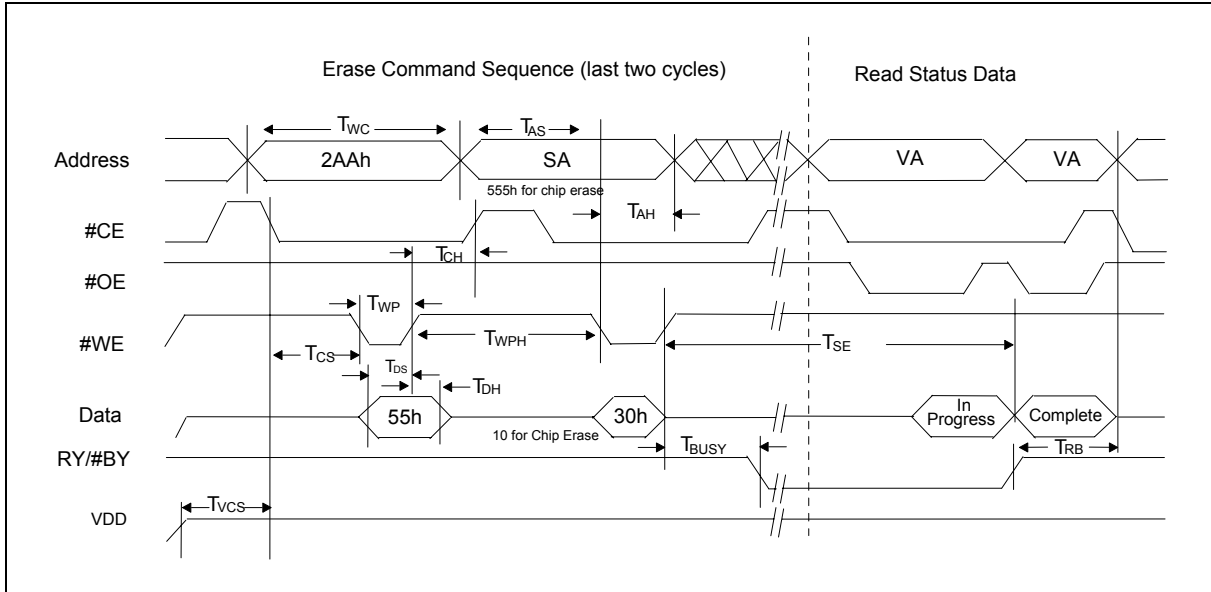 Erase Command Sequence (last two cycles)
Read Status Data
TWC
TAS
Address
2AAh
SA
VA
VA
555h for chip erase
TAH
#CE
TCH
#OE
TWP
#WE
TWPH
TSE
TCS
TDS
TDH
Data
55h
30h
In
Progress
Complete
10 for Chip Erase
TBUSY
TRB
RY/#BY
TVCS
VDD